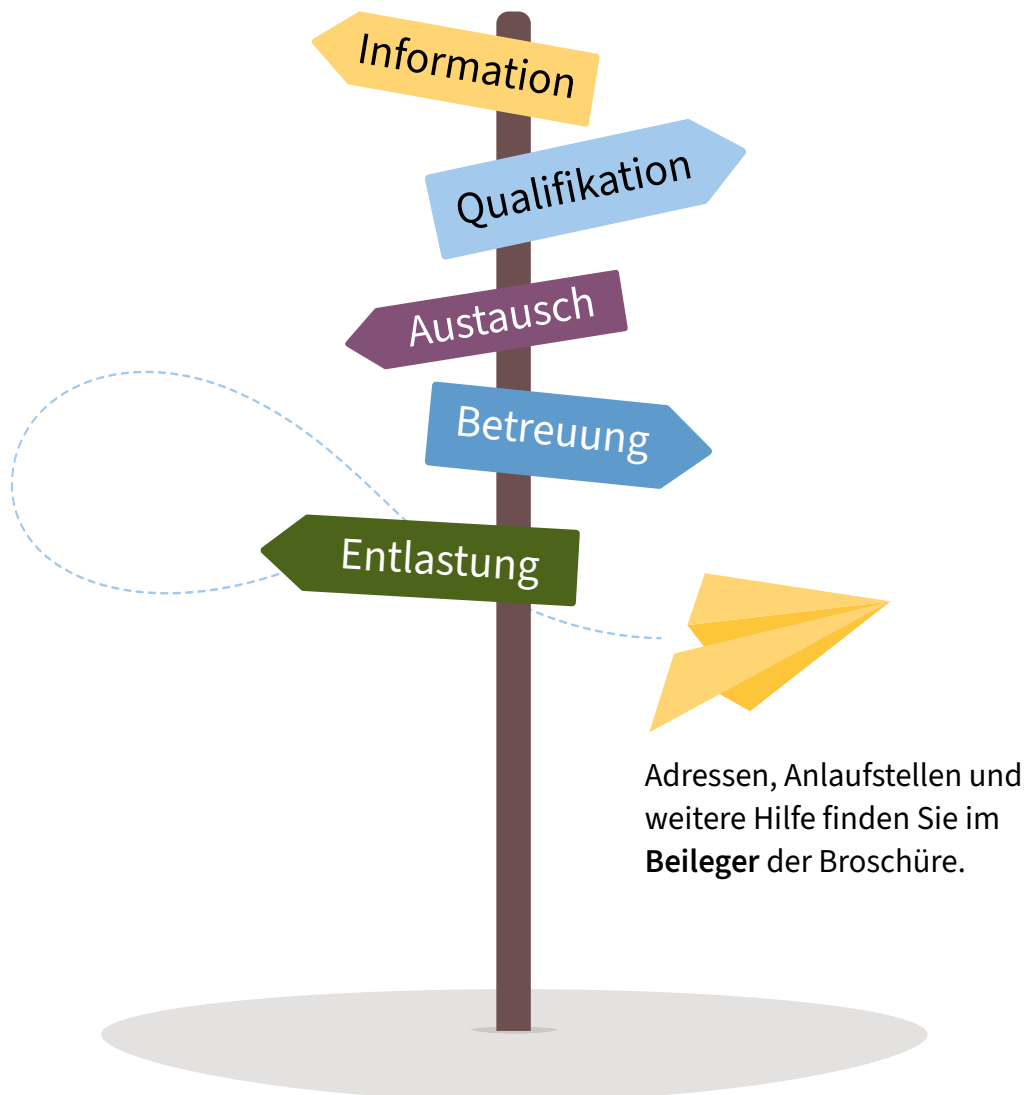 Information
Qualifikation
Austausch
Betreuung
Entlastung
Adressen, Anlaufstellen und
weitere Hilfe finden Sie im
Beileger der Broschüre.